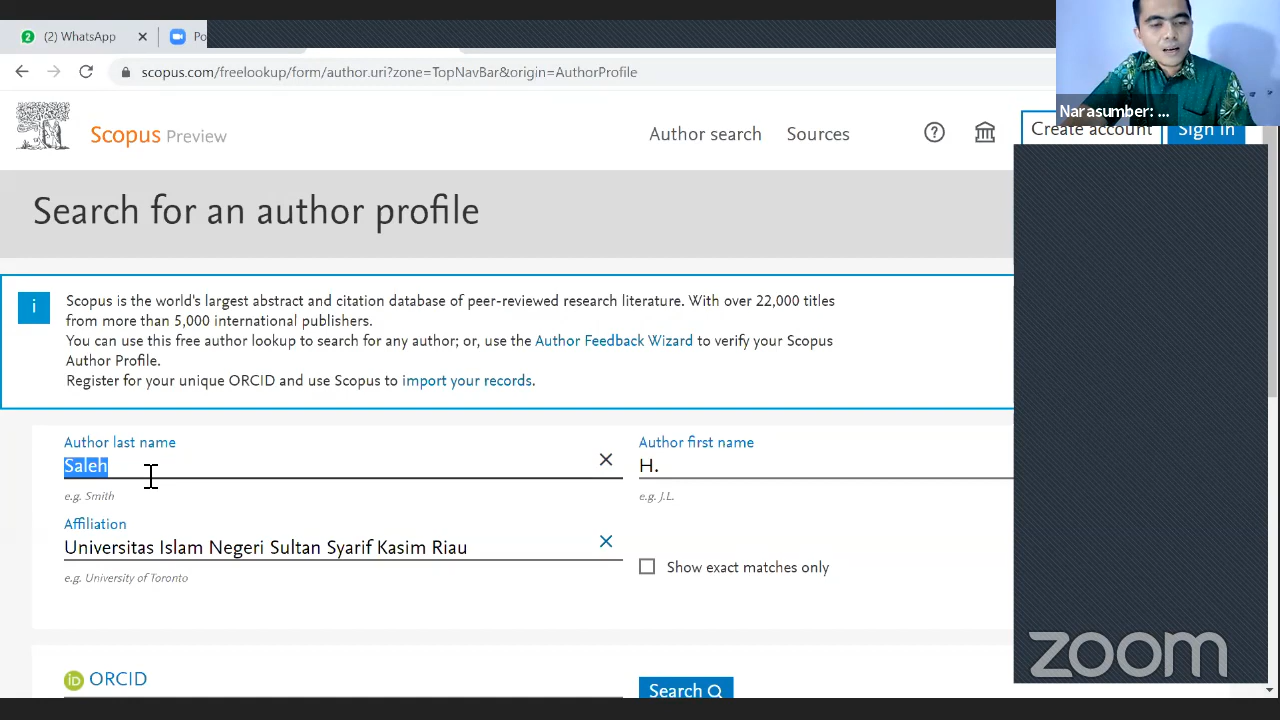 (2) WhatsApp
Po
scopus.com/freelookup/form/author.uri?zone=TopNavBar&origin=AuthorProfile
Narasumber: ...
Scopus Preview
Author search
Sources
Create account
Sign in
Search for an author profile
i
Scopus is the world's largest abstract and citation database of peer-reviewed research literature. With over 22,000 titles
from more than 5,000 international publishers.
You can use this free author lookup to search for any author; or, use the Author Feedback Wizard to verify your Scopus
Author Profile.
Register for your unique ORCID and use Scopus to import your records.
Author last name
Saleh
e.g. Smith
Author first name
H.
e.g. J.L.
Affiliation
Universitas Islam Negeri Sultan Syarif Kasim Riau
e.g. University of Toronto
Show exact matches only
iD ORCID
Search
zoom